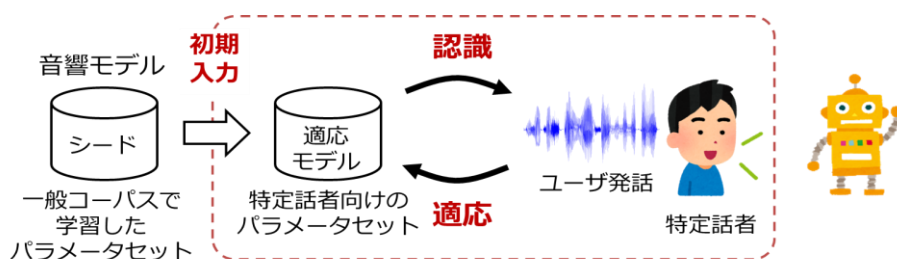 音響モデル
シード
一般コーパスで
学習した
パラメータセット
初期
入力
適応
モデル
特定話者向けの
パラメータセット
認識
適応
ユーザ発話
特定話者